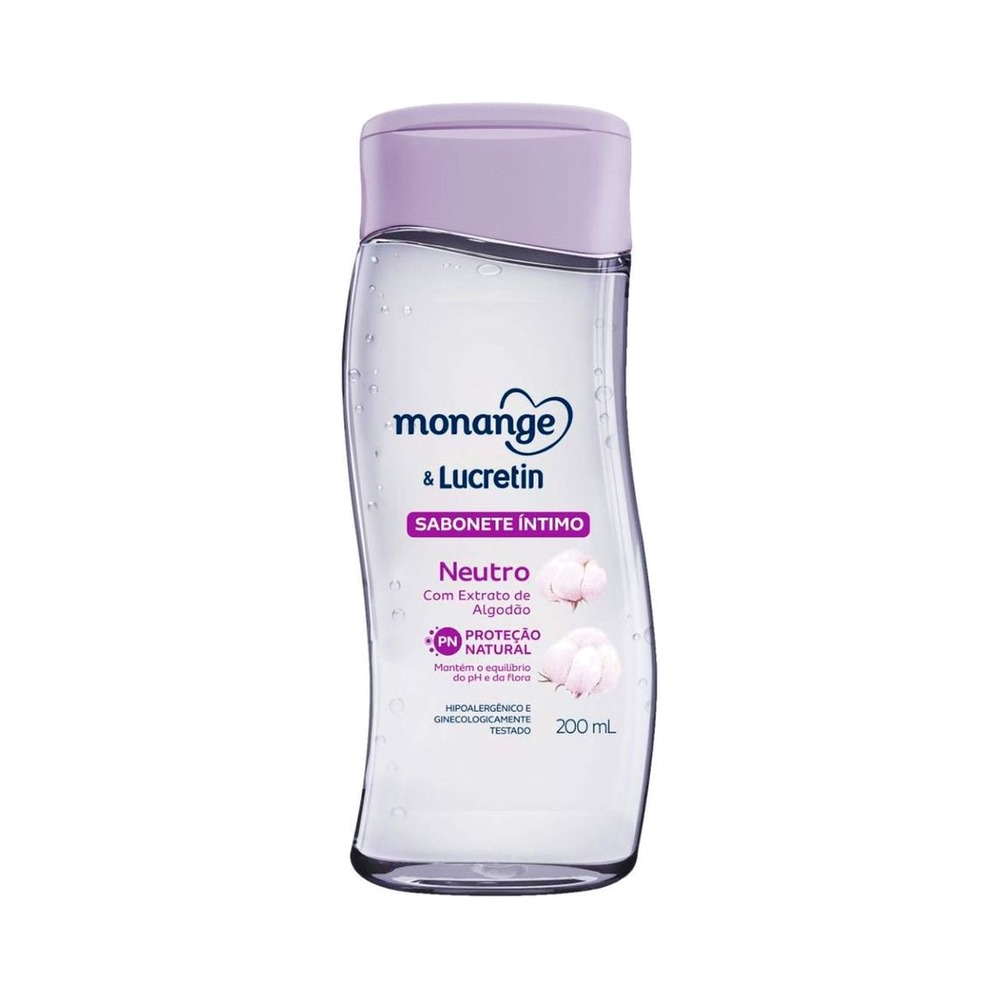 monange
& Lucretin
SABONETE ÍNTIMO
Neutro
Com Extrato de
Algodão
PN PROTEÇÃO
NATURAL
Mantém o equilíbrio
do pH e da flora
HIPOALERGÊNICO E
GINECOLOGICAMENTE
TESTADO
200 mL